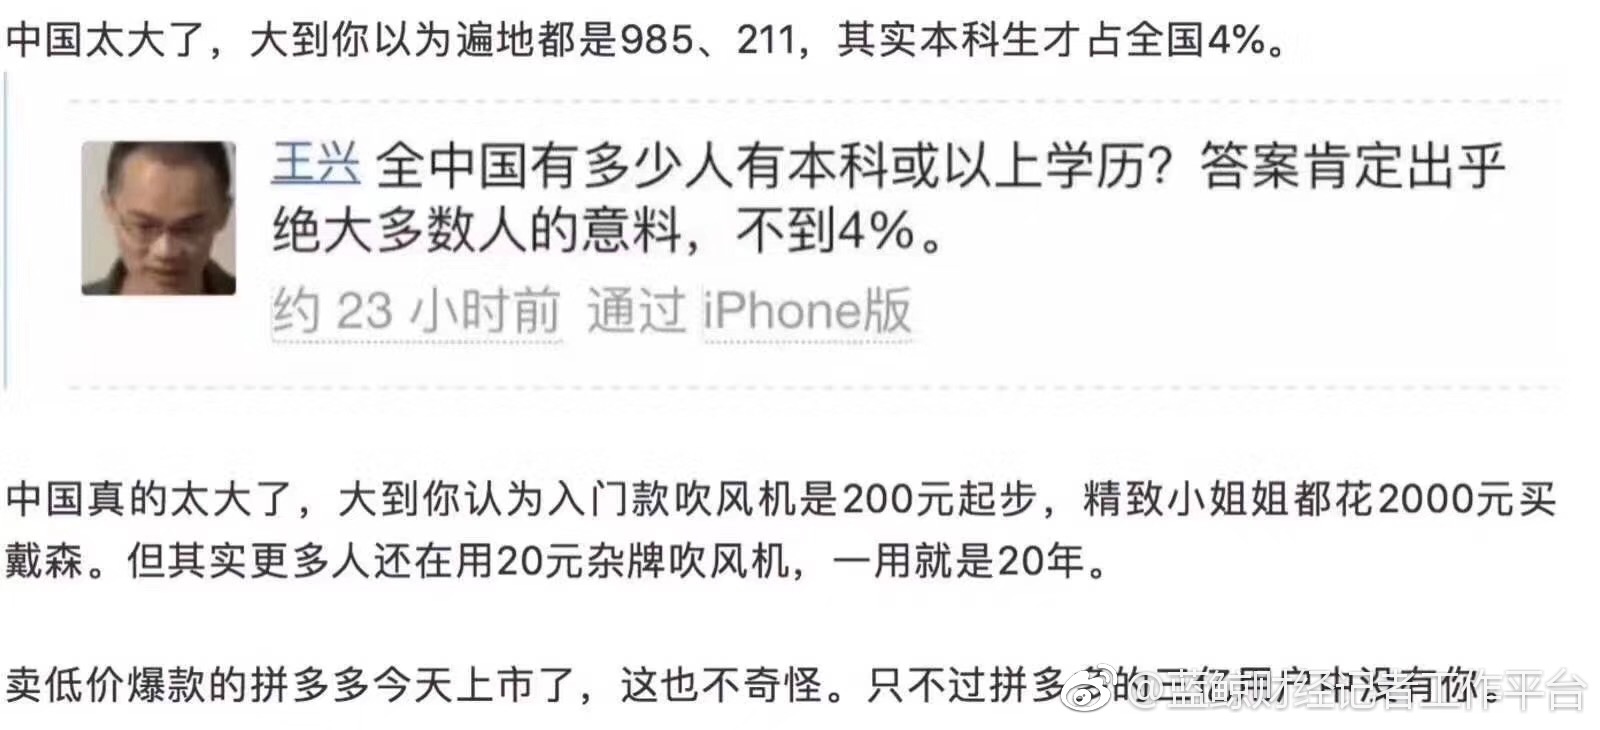 中国太大了，大到你以为遍地都是985、211，其实本科生才占全国4%。
王兴 全中国有多少人有本科或以上学历？答案肯定出乎
绝大多数人的意料，不到4%。
约 23 小时前 通过 iPhone版
中国真的太大了，大到你认为入门款吹风机是200元起步，精致小姐姐都花2000元买
戴森。但其实更多人还在用20元杂牌吹风机，一用就是20年。
卖低价爆款的拼多多今天上市了，这也不奇怪。只不过拼多多的三亿用户中没有你。
@蓝鲸财经记者工作平台